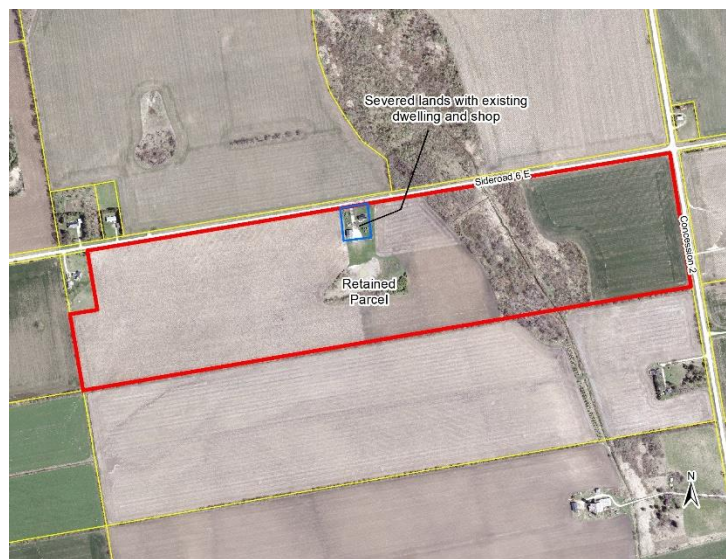 Severed lands with existing
dwelling and shop
Sideroad 6 E
Concession 2
Retained
Parcel
N